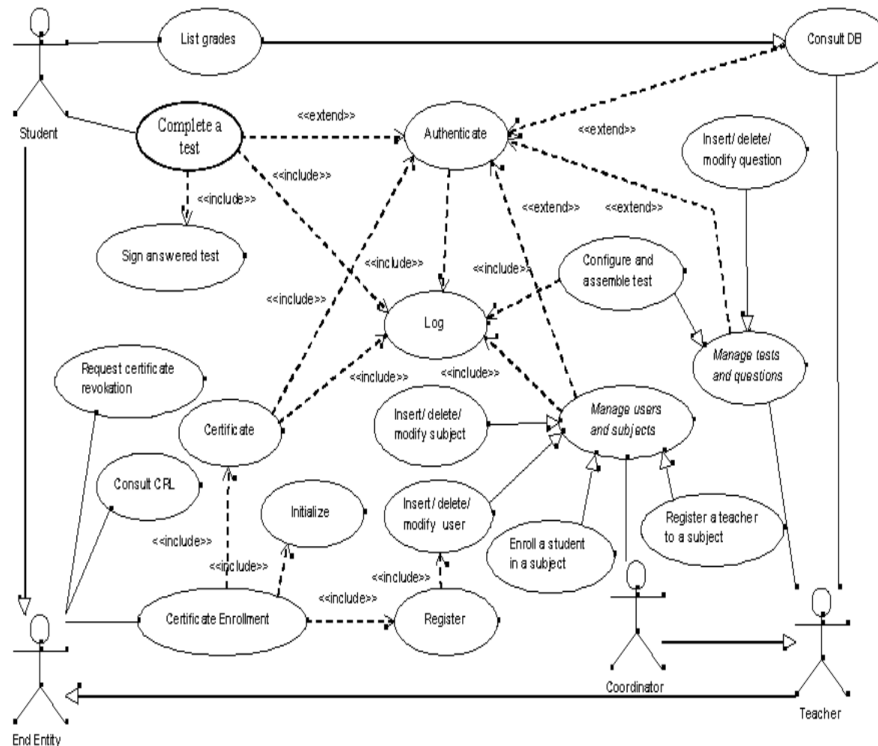 List grades
Consult DB
Student
Complete a
test
<<extend>>
Authenticate
<<extend>>
Insert/ delete/
modify question
<<include>>
<<include>>
<<extend>>
<<extend>>
Sign answered test
<<include>>
<<include>>
<<include>>
Configure and
assemble test
Log
Manage tests
and questions
Request certificate
revokation
<<include>>
<<include>>
Certificate
Insert/ delete/
modify subject
Manage users
and subjects
Consult CRL
Initialize
Insert/ delete/
modify user
Enroll a student
in a subject
Register a teacher
to a subject
<<include>>
<<include>>
<<include>>
<<include>>
Certificate Enrollment
Register
Coordinator
Teacher
End Entity